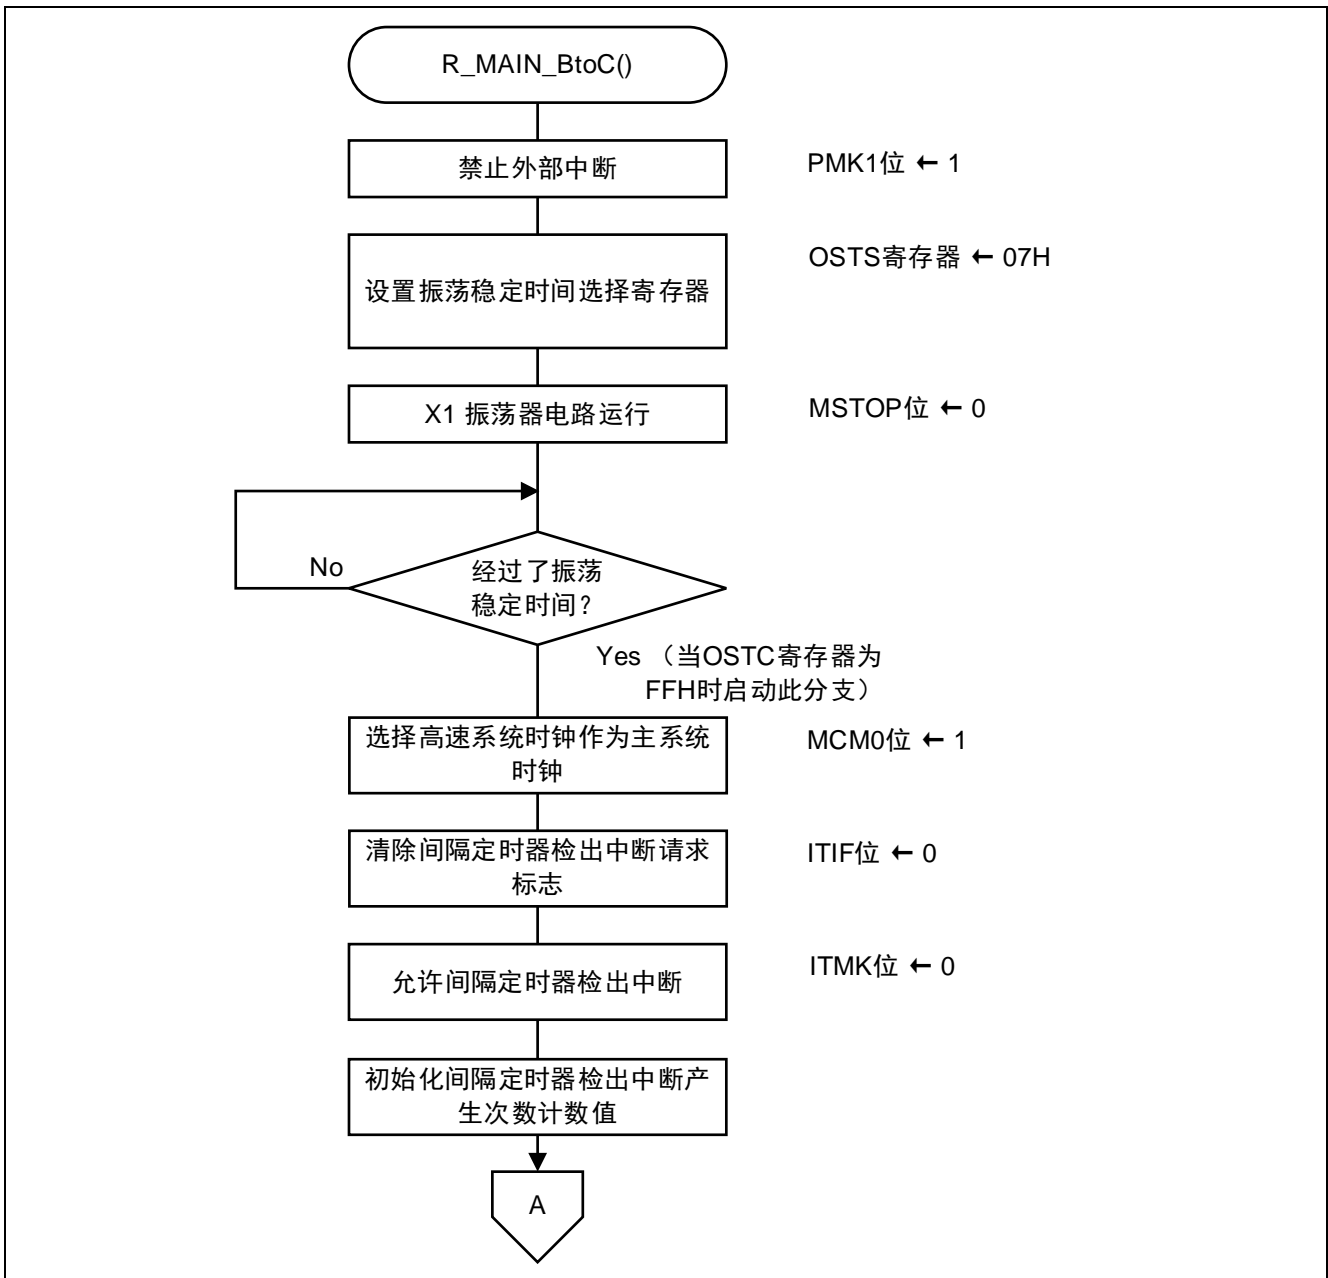 R_MAIN_BtoC()
禁止外部中断
PMK1位 ← 1
设置振荡稳定时间选择寄存器
OSTS寄存器 ← 07H
X1 振荡器电路运行
MSTOP位 ← 0
No
经过了振荡
稳定时间?
Yes （当OSTC寄存器为
FFH时启动此分支）
选择高速系统时钟作为主系统
时钟
MCM0位 ← 1
清除间隔定时器检出中断请求
标志
ITIF位 ← 0
允许间隔定时器检出中断
ITMK位 ← 0
初始化间隔定时器检出中断产
生次数计数值
A